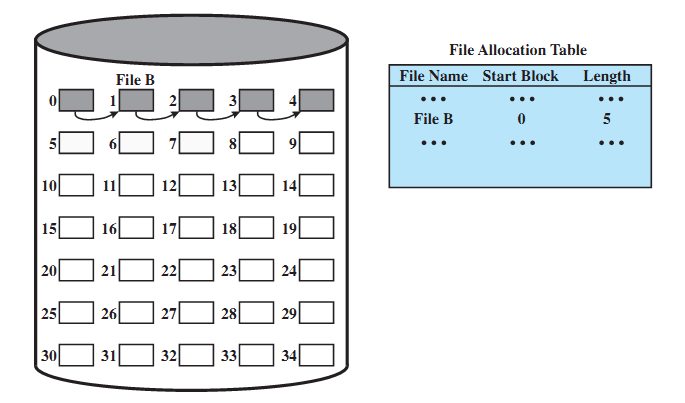 File Allocation Table
File B
File Name Start Block Length
0 1 2 3 4
••• ••• •••
File B 0 5
5 6 7 8 9
••• ••• •••
10 11 12 13 14
15 16 17 18 19
20 21 22 23 24
25 26 27 28 29
30 31 32 33 34